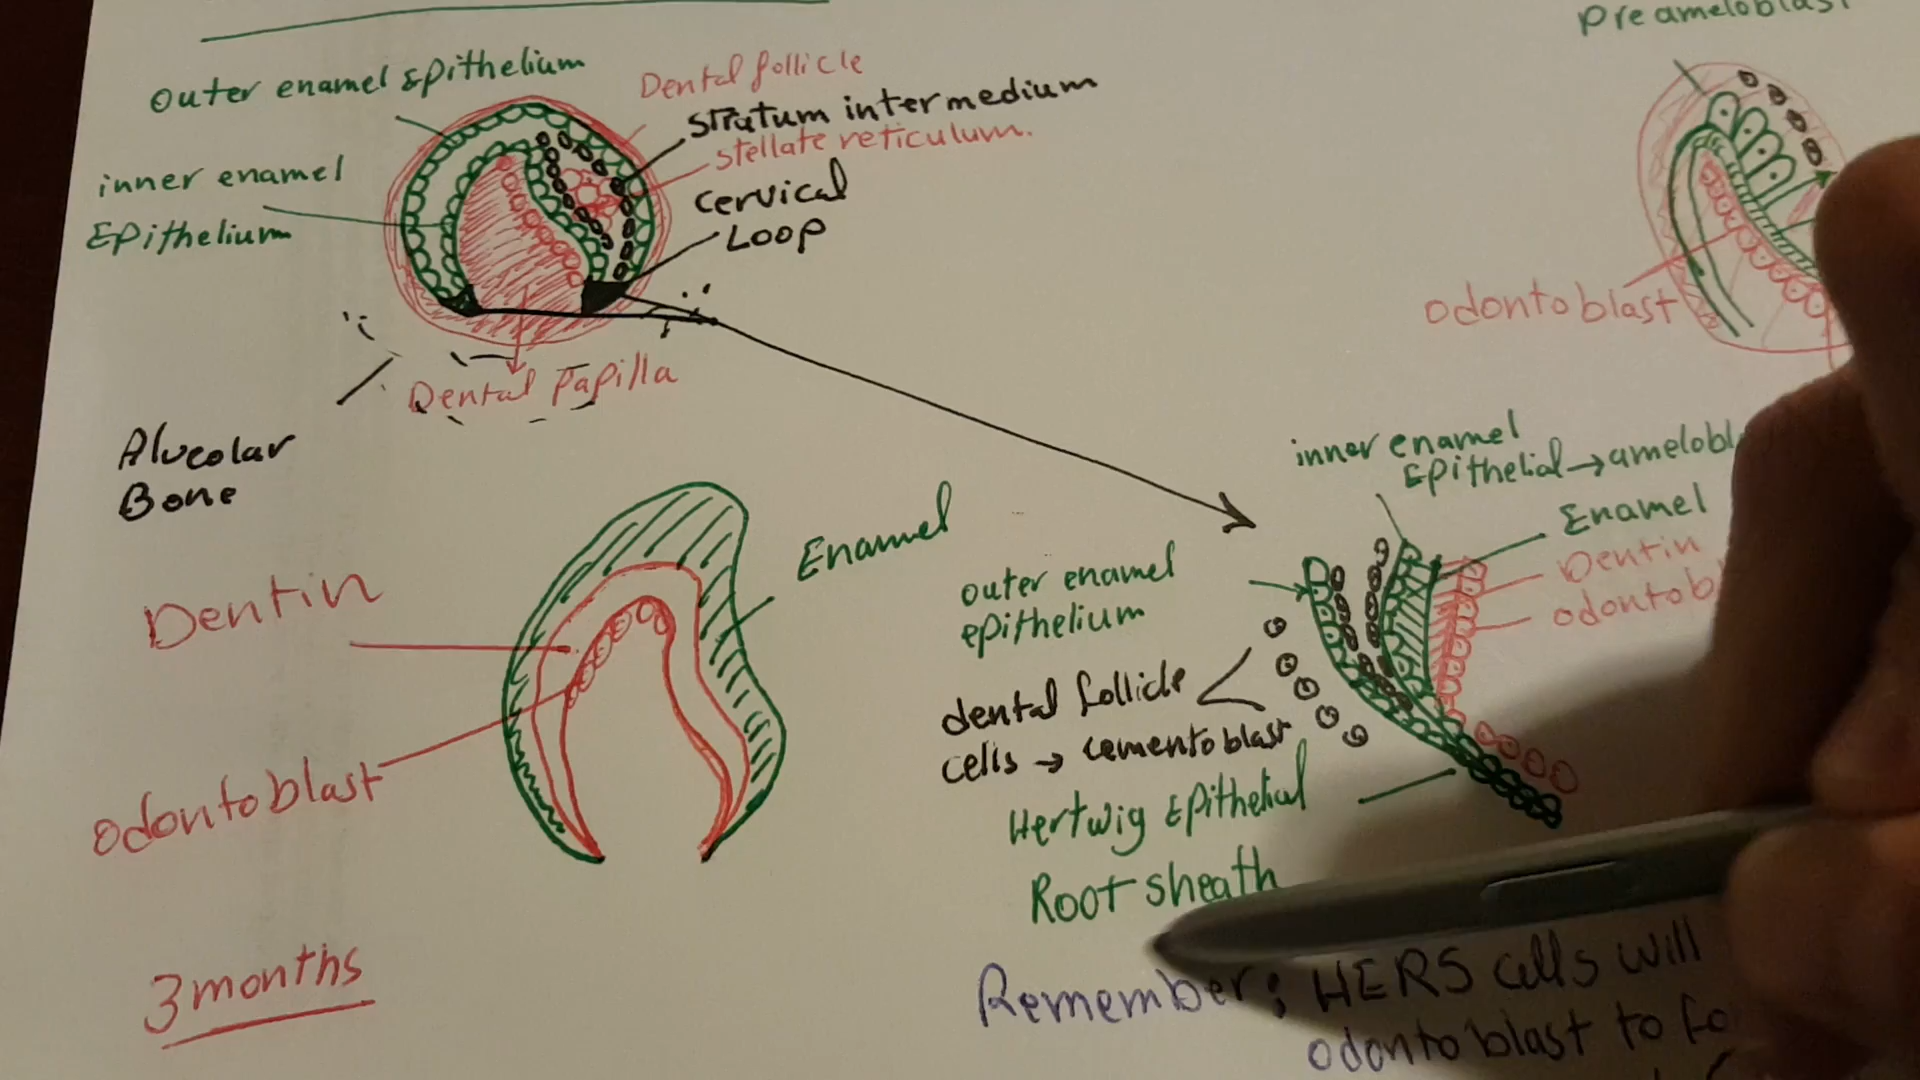 Preameloblast
Outer enamel Epithelium
Dental follicle
Stratum intermedium
Stellate reticulum.
inner enamel
Epithelium
Cervical
Loop
Odontoblast
Dental Papilla
Alveolar
Bone
inner enamel
Epithelial → amelobl
Enamel
Dentin
odontob
Enamel
Dentin
outer enamel
epithelium
dental follicle
cells → cementoblast
odontoblast
Hertwig Epithelial
Root sheath
3 months
Remember: HERS cells will
odontoblast to fo